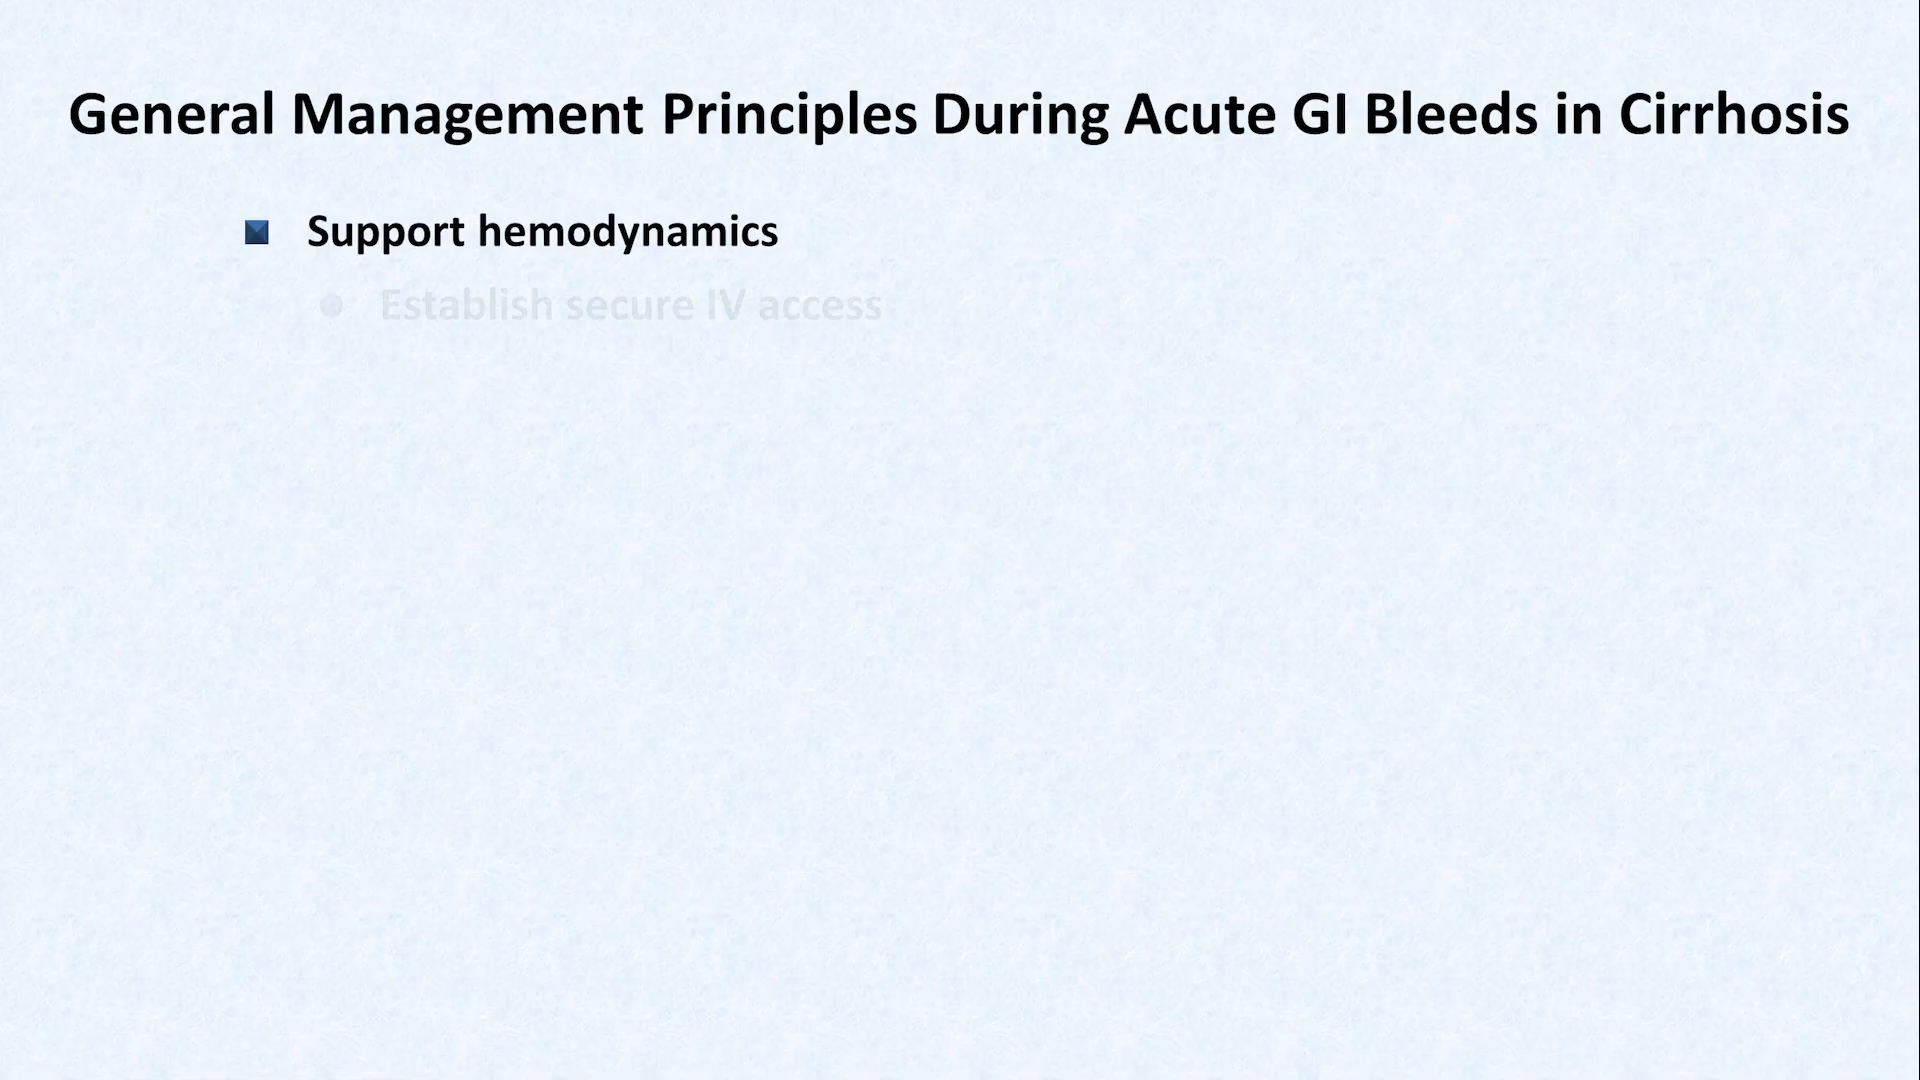 General Management Principles During Acute GI Bleeds in Cirrhosis
Support hemodynamics
Establish secure IV access